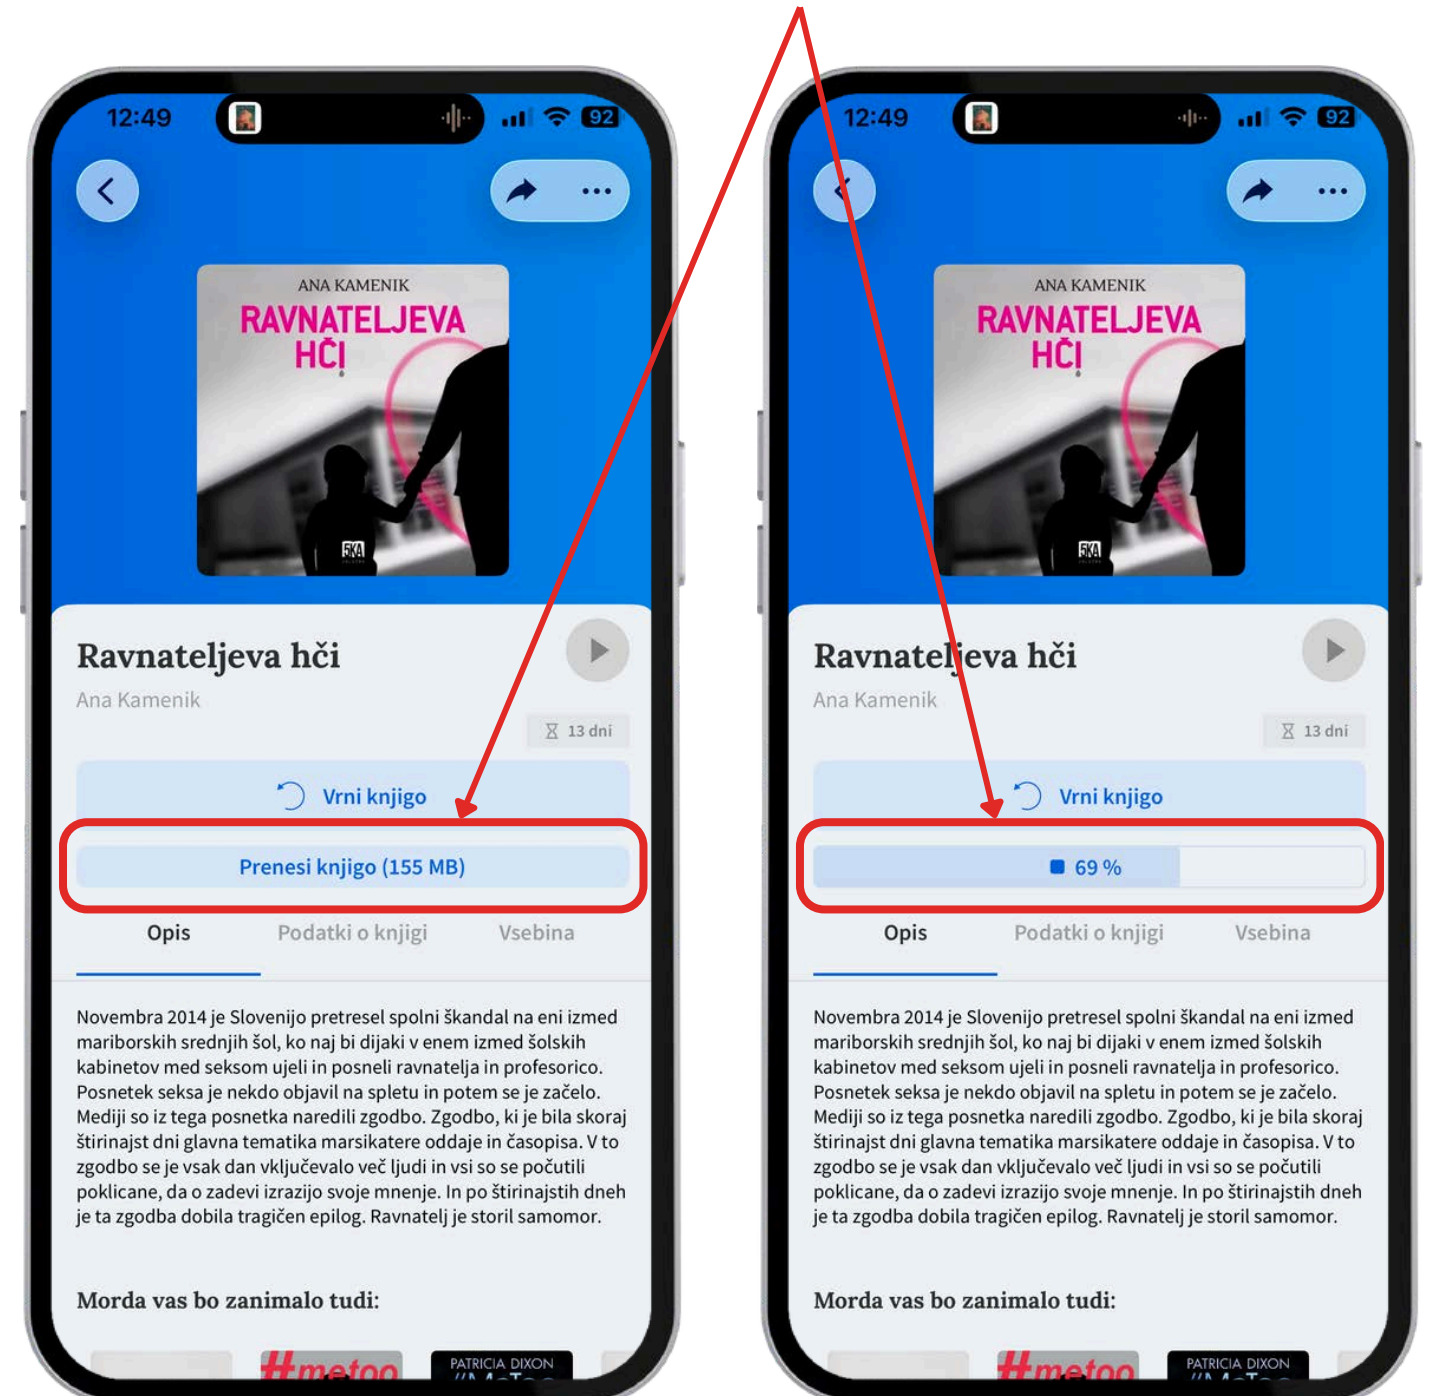 12:49
92
ANA KAMENIK
RAVNATELJEVA
HČI
5KA
Ravnateljeva hči
Ana Kamenik
13 dni
Vrni knjigo
Prenesi knjigo (155 MB)
Opis
Podatki o knjigi
Vsebina
Novembra 2014 je Slovenijo pretresel spolni škandal na eni izmed
mariborskih srednjih šol, ko naj bi dijaki v enem izmed šolskih
kabinetov med seksom ujeli in posneli ravnatelja in profesorico.
Posnetek seksa je nekdo objavil na spletu in potem se je začelo.
Mediji so iz tega posnetka naredili zgodbo. Zgodbo, ki je bila skoraj
štirinajst dni glavna tematika marsikatere oddaje in časopisa. V to
zgodbo se je vsak dan vključevalo več ljudi in vsi so se počutili
poklicane, da o zadevi izrazijo svoje mnenje. In po štirinajstih dneh
je ta zgodba dobila tragičen epilog. Ravnatelj je storil samomor.
Morda vas bo zanimalo tudi:
#metoo
PATRICIA DIXON
#MeToo
12:49
92
ANA KAMENIK
RAVNATELJEVA
HČI
5KA
Ravnateljeva hči
Ana Kamenik
13 dni
Vrni knjigo
69 %
Opis
Podatki o knjigi
Vsebina
Novembra 2014 je Slovenijo pretresel spolni škandal na eni izmed
mariborskih srednjih šol, ko naj bi dijaki v enem izmed šolskih
kabinetov med seksom ujeli in posneli ravnatelja in profesorico.
Posnetek seksa je nekdo objavil na spletu in potem se je začelo.
Mediji so iz tega posnetka naredili zgodbo. Zgodbo, ki je bila skoraj
štirinajst dni glavna tematika marsikatere oddaje in časopisa. V to
zgodbo se je vsak dan vključevalo več ljudi in vsi so se počutili
poklicane, da o zadevi izrazijo svoje mnenje. In po štirinajstih dneh
je ta zgodba dobila tragičen epilog. Ravnatelj je storil samomor.
Morda vas bo zanimalo tudi:
#metoo
PATRICIA DIXON
#MeToo